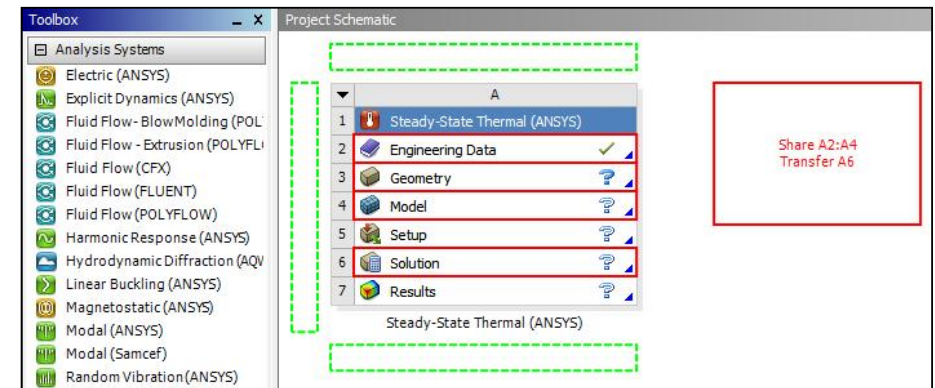 Toolbox
Project Schematic
Analysis Systems
Electric (ANSYS)
Explicit Dynamics (ANSYS)
Fluid Flow- BlowMolding (POL
Fluid Flow - Extrusion (POLYFL
Fluid Flow (CFX)
Fluid Flow (FLUENT)
Fluid Flow (POLYFLOW)
Harmonic Response (ANSYS)
Hydrodynamic Diffraction (AQW
Linear Buckling (ANSYS)
Magnetostatic (ANSYS)
Modal (ANSYS)
Modal (Samcef)
Random Vibration (ANSYS)
A
1 Steady-State Thermal (ANSYS)
2 Engineering Data
3 Geometry
4 Model
5 Setup
6 Solution
7 Results
Steady-State Thermal (ANSYS)
Share A2:A4
Transfer A6